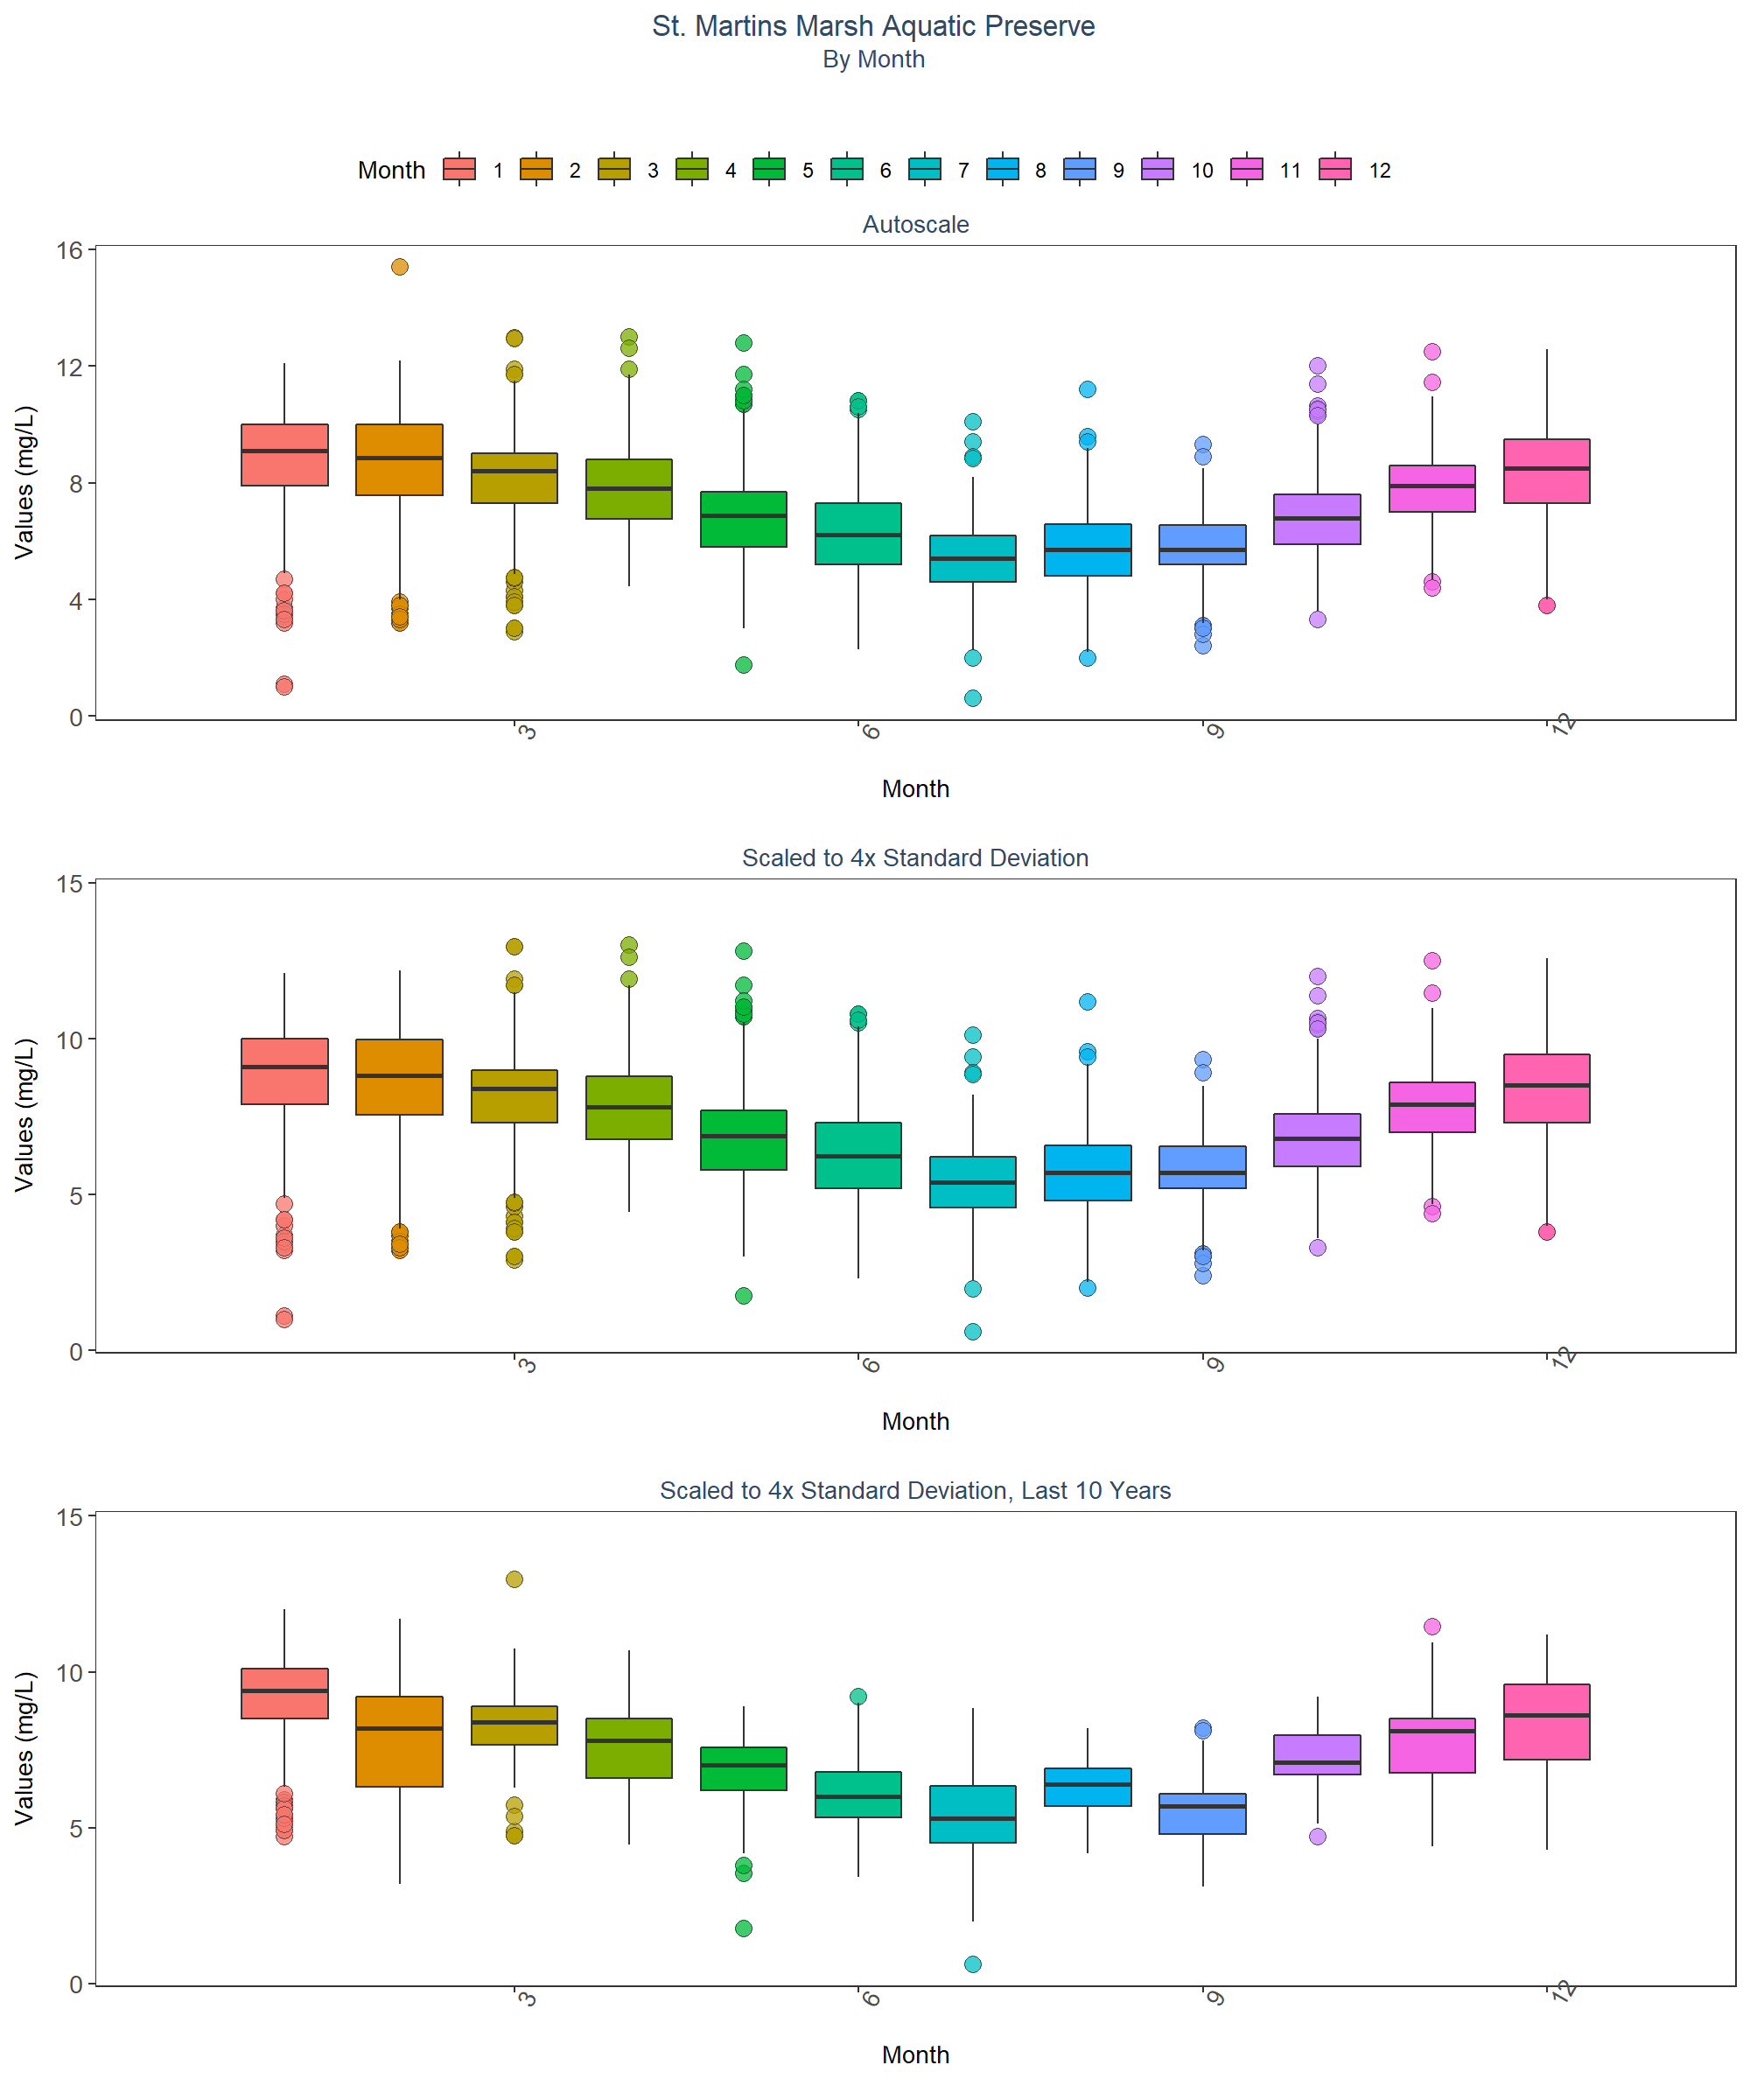 St. Martins Marsh Aquatic Preserve
By Month
Month 1 2 3 4 5 6 7 8 9 10 11 12
Autoscale
16
12
8
4
0
Values (mg/L)
3 6 9 12
Month
Scaled to 4x Standard Deviation
15
10
5
0
Values (mg/L)
3 6 9 12
Month
Scaled to 4x Standard Deviation, Last 10 Years
15
10
5
0
Values (mg/L)
3 6 9 12
Month